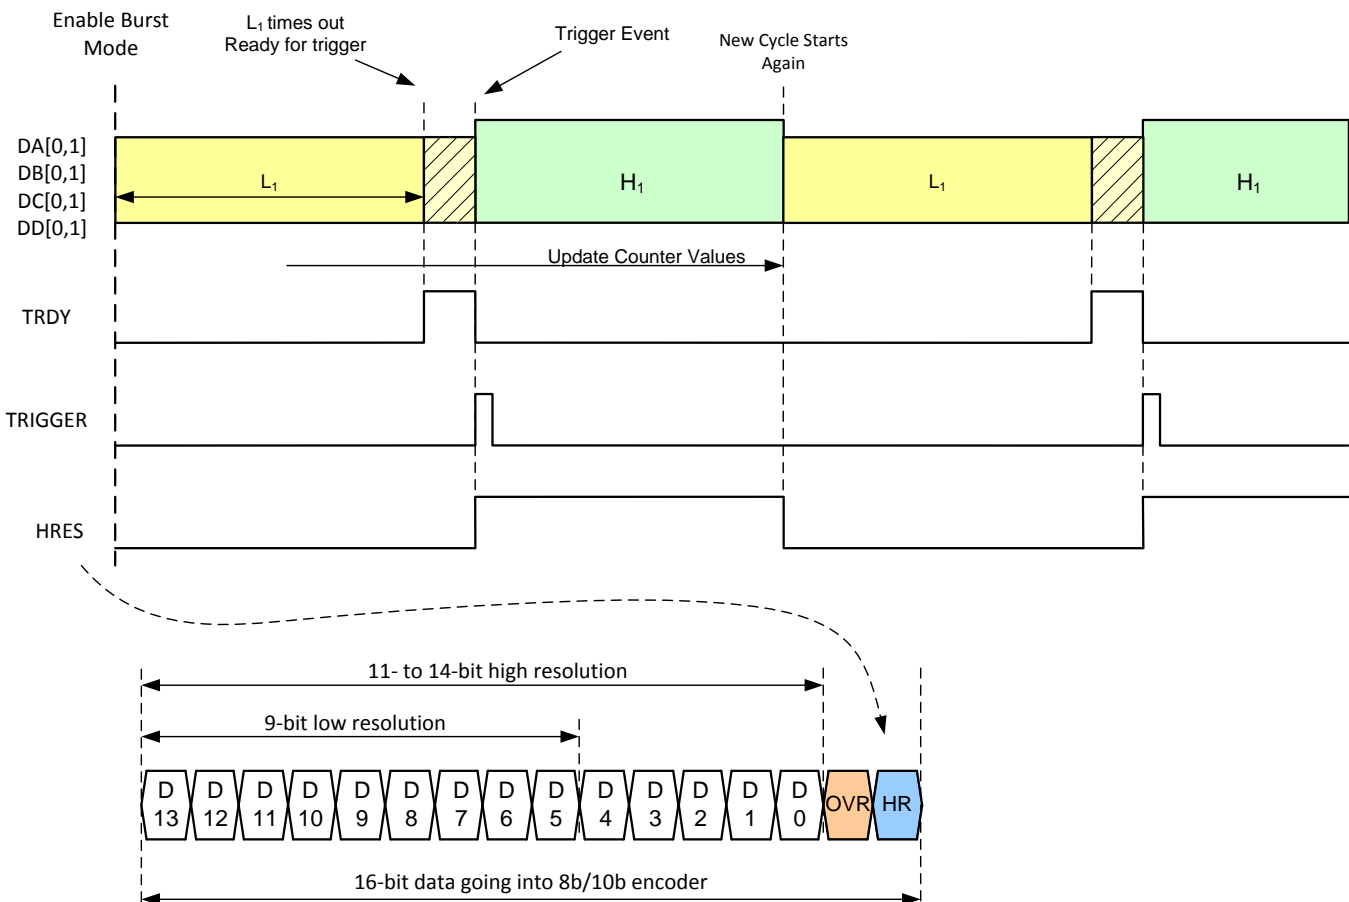 Enable Burst
Mode
L₁ times out
Ready for trigger
Trigger Event
New Cycle Starts
Again
DA[0,1]
DB[0,1]
DC[0,1]
DD[0,1]
L₁
H₁
L₁
H₁
Update Counter Values
TRDY
TRIGGER
HRES
11- to 14-bit high resolution
9-bit low resolution
D 13
D 12
D 11
D 10
D 9
D 8
D 7
D 6
D 5
D 4
D 3
D 2
D 1
D 0
OVR
HR
16-bit data going into 8b/10b encoder